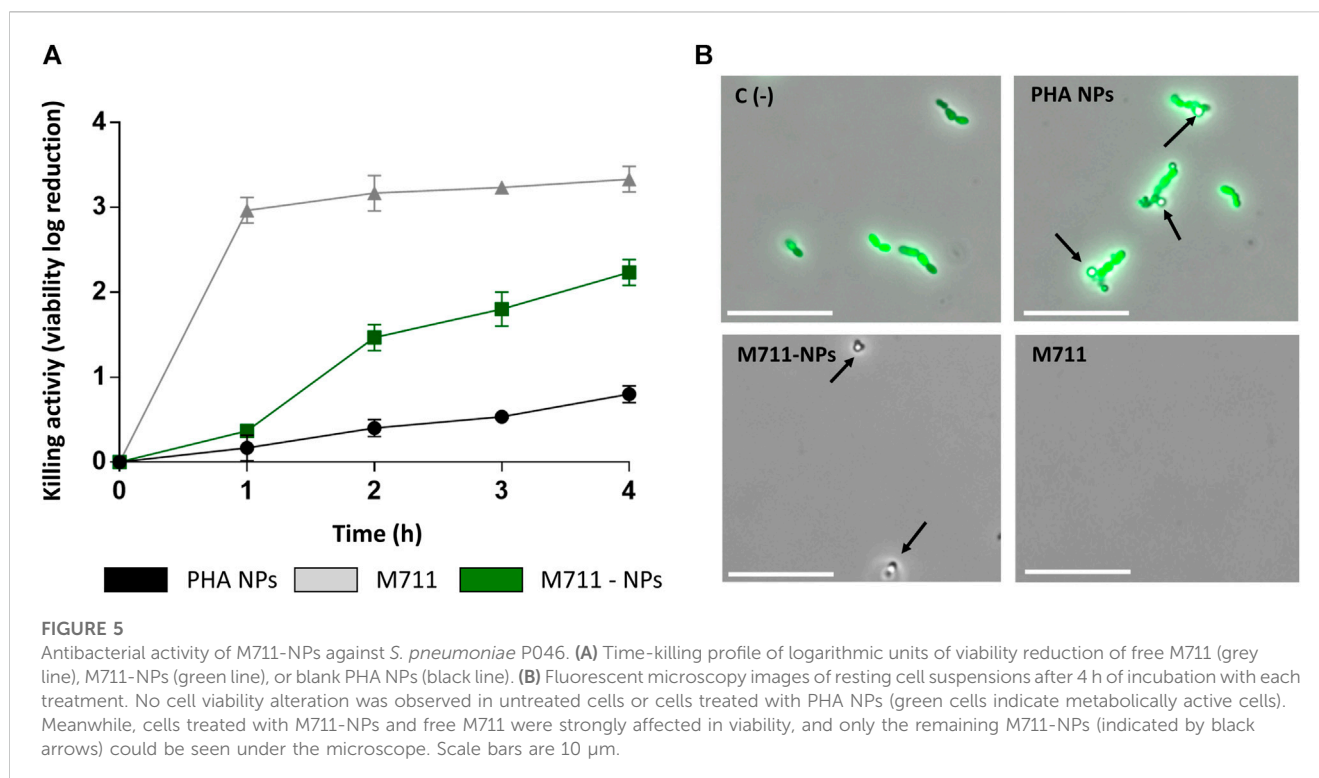 A
Killing activiy (viability log reduction)
4
3
2
1
0
0 1 2 3 4
Time (h)
PHA NPs M711 M711 - NPs
B
C (-) PHA NPs
M711-NPs M711
FIGURE 5
Antibacterial activity of M711-NPs against S. pneumoniae P046. (A) Time-killing profile of logarithmic units of viability reduction of free M711 (grey
line), M711-NPs (green line), or blank PHA NPs (black line). (B) Fluorescent microscopy images of resting cell suspensions after 4 h of incubation with each
treatment. No cell viability alteration was observed in untreated cells or cells treated with PHA NPs (green cells indicate metabolically active cells).
Meanwhile, cells treated with M711-NPs and free M711 were strongly affected in viability, and only the remaining M711-NPs (indicated by black
arrows) could be seen under the microscope. Scale bars are 10 μm.